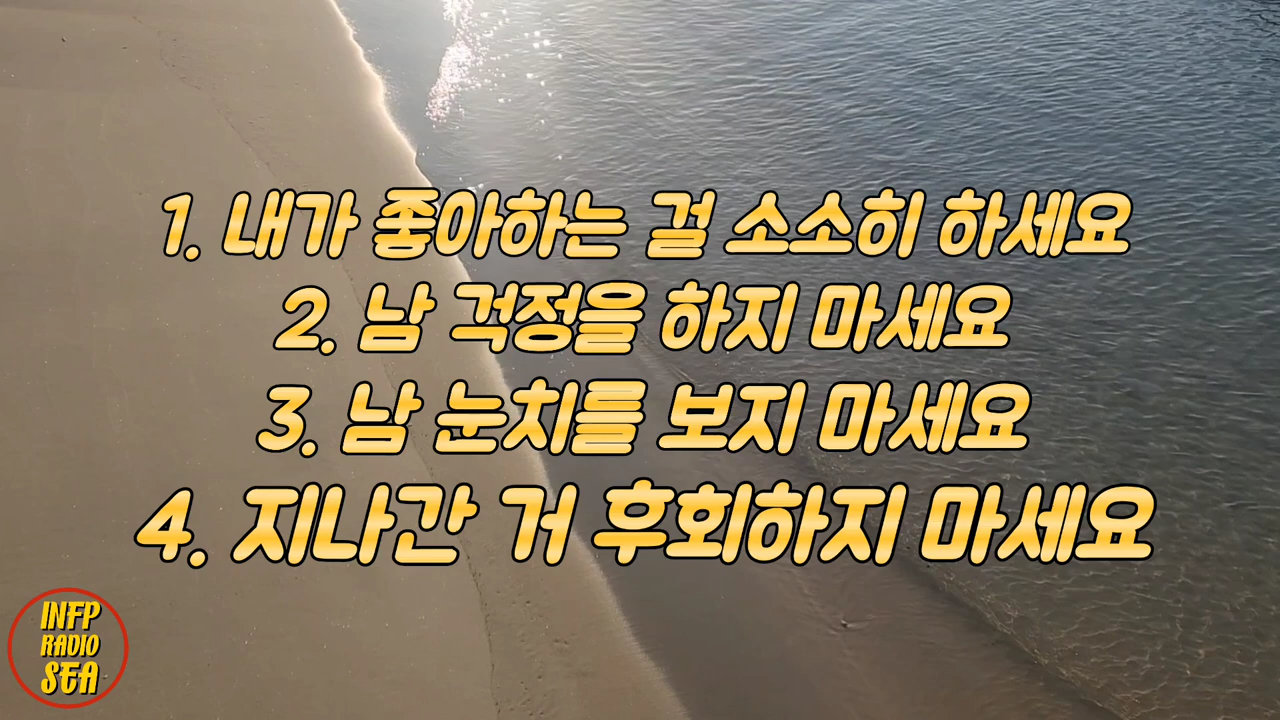 1. 내가 좋아하는 걸 소소히 하세요
2. 남 걱정을 하지 마세요
3. 남 눈치를 보지 마세요
4. 지나간 거 후회하지 마세요
INFP
RADIO
SEA